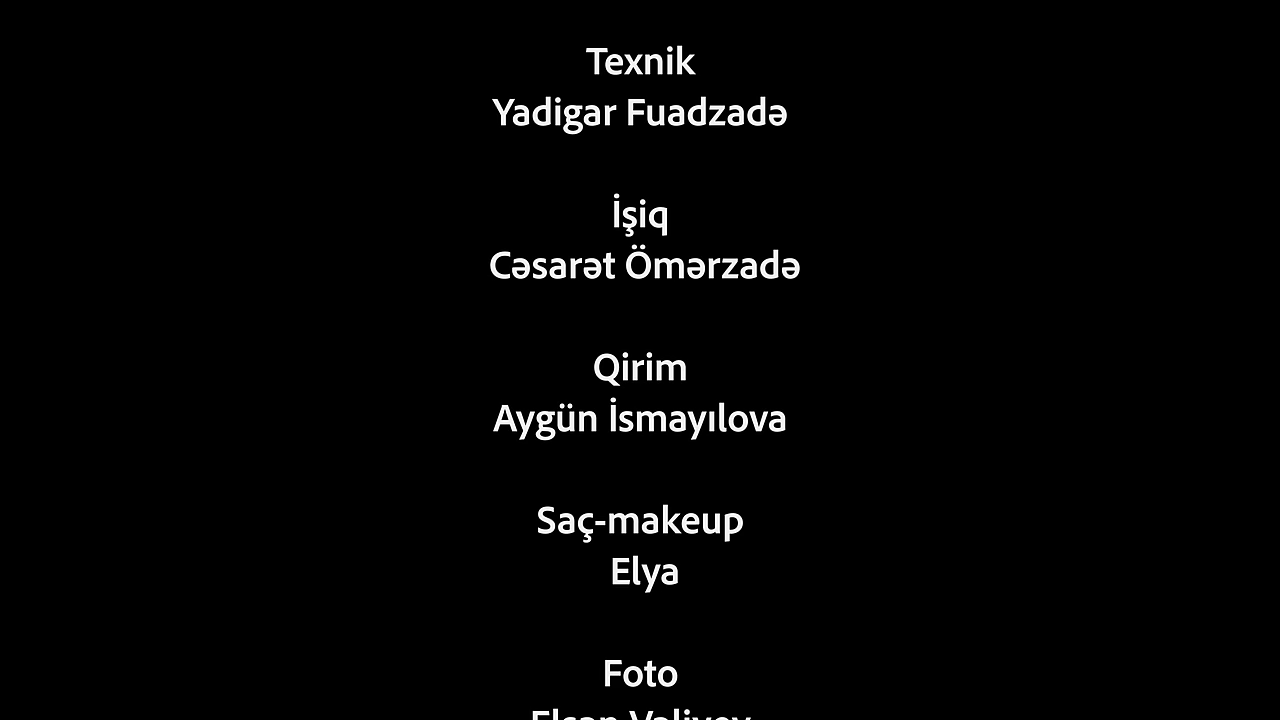 Texnik
Yadigar Fuadzadə
İşiq
Cəsarət Ömərzadə
Qirim
Aygün İsmayılova
Saç-makeup
Elya
Foto